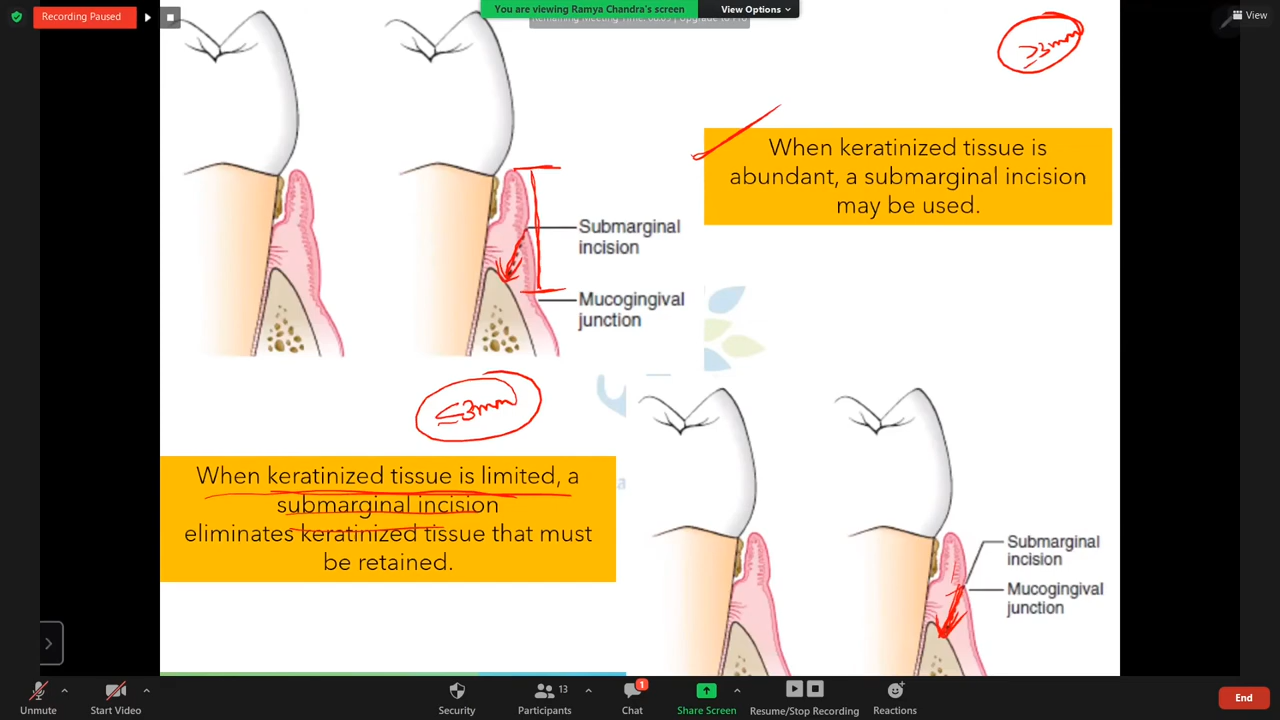 Recording Paused
You are viewing Ramya Chandra's screen
View Options
View
≥3mm
When keratinized tissue is
abundant, a submarginal incision
may be used.
Submarginal
incision
Mucogingival
junction
≤3mm
When keratinized tissue is limited, a
submarginal incision
eliminates keratinized tissue that must
be retained.
Submarginal
incision
Mucogingival
junction
Unmute
Start Video
Security
13
Participants
1
Chat
Share Screen
Resume/Stop Recording
Reactions
End